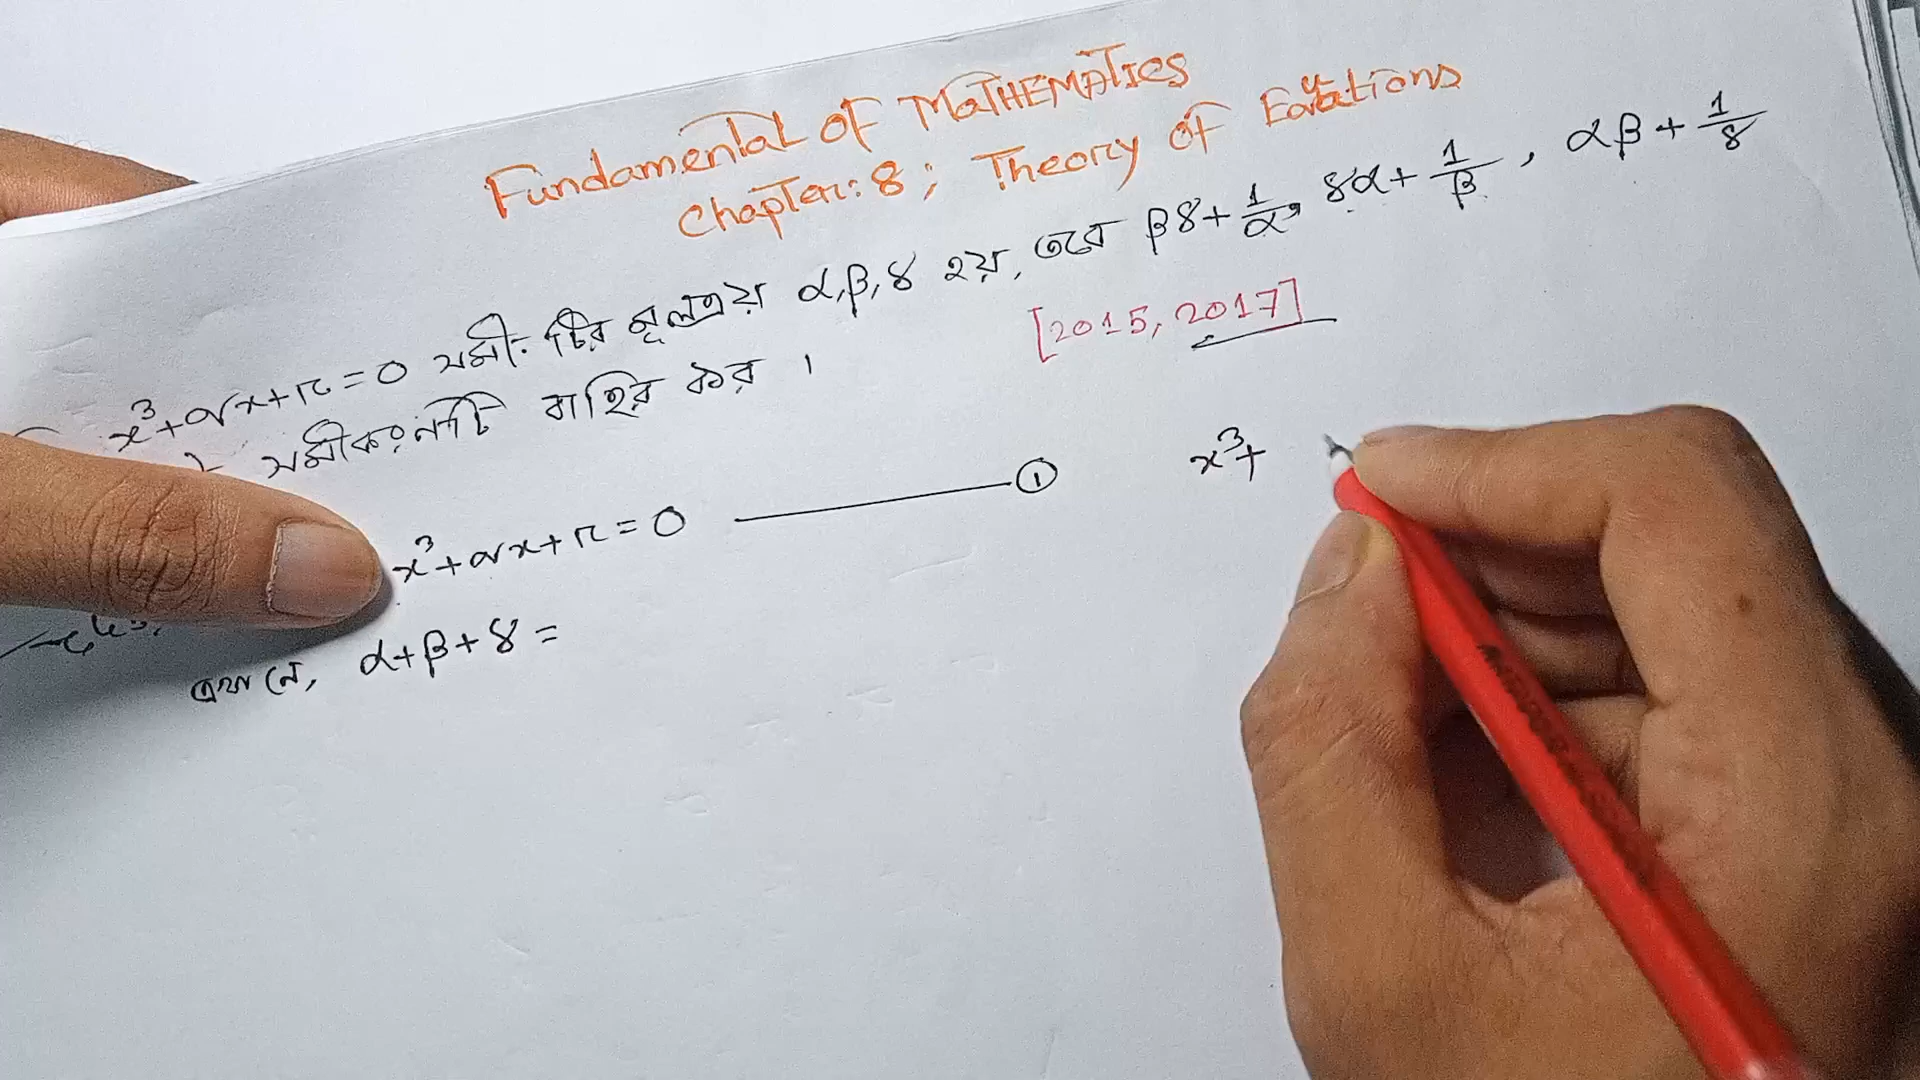 Fundamental of MATHEMATICS
Chapter: 8; Theory of Equations
x³+qx+r=0 সমী: টির মূলত্রয় α,β,γ হয়, তবে βγ+1/α, γα+1/β, αβ+1/γ
সমীকরণটি বাহির কর ।
[2015, 2017]
x³+qx+r=0 ——— ①
x³+
এখানে, α+β+γ =